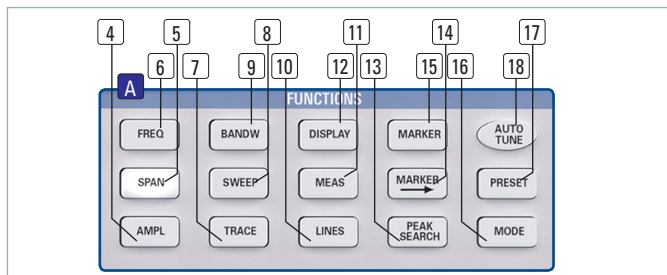 4 5 8 11 14 17
6 7 9 10 12 13 15 16 18
A
FUNCTIONS
FREQ BANDW DISPLAY MARKER AUTO TUNE
SPAN SWEEP MEAS MARKER → PRESET
AMPL TRACE LINES PEAK SEARCH MODE